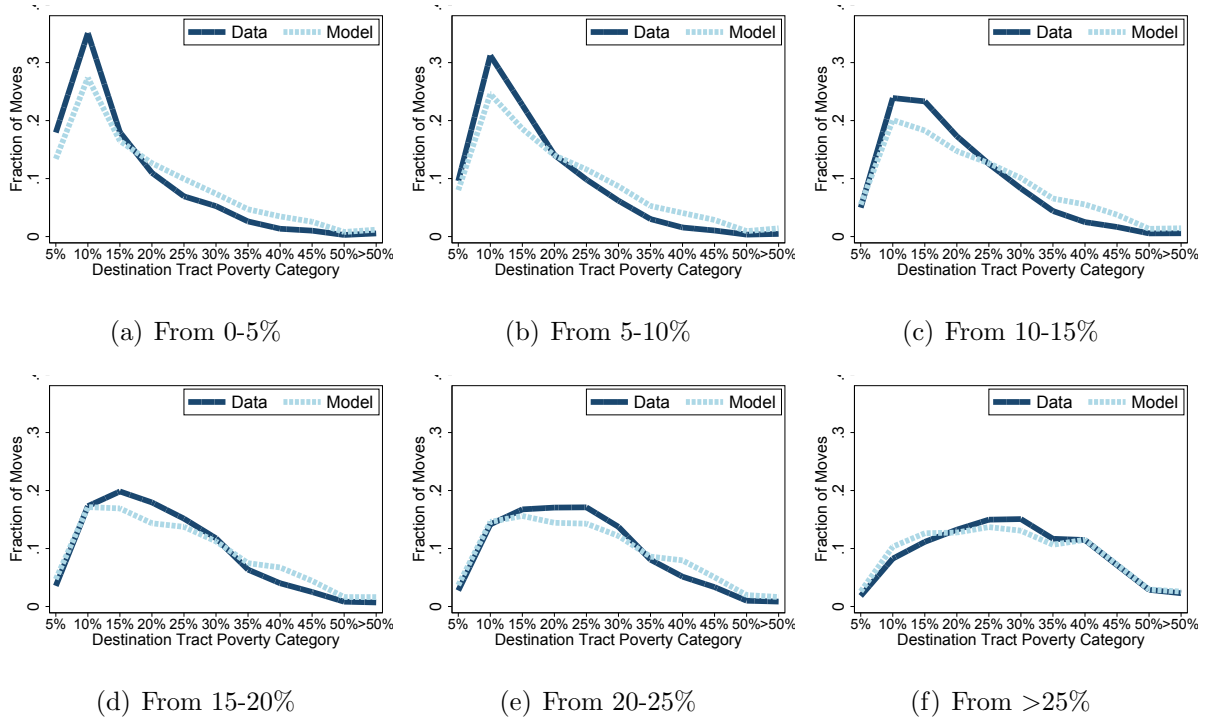 Data Model
Fraction of Moves
.3
.2
.1
0
5% 10% 15% 20% 25% 30% 35% 40% 45% 50% >50%
Destination Tract Poverty Category
(a) From 0-5%
Data Model
Fraction of Moves
.3
.2
.1
0
5% 10% 15% 20% 25% 30% 35% 40% 45% 50% >50%
Destination Tract Poverty Category
(b) From 5-10%
Data Model
Fraction of Moves
.3
.2
.1
0
5% 10% 15% 20% 25% 30% 35% 40% 45% 50% >50%
Destination Tract Poverty Category
(c) From 10-15%
Data Model
Fraction of Moves
.3
.2
.1
0
5% 10% 15% 20% 25% 30% 35% 40% 45% 50% >50%
Destination Tract Poverty Category
(d) From 15-20%
Data Model
Fraction of Moves
.3
.2
.1
0
5% 10% 15% 20% 25% 30% 35% 40% 45% 50% >50%
Destination Tract Poverty Category
(e) From 20-25%
Data Model
Fraction of Moves
.3
.2
.1
0
5% 10% 15% 20% 25% 30% 35% 40% 45% 50% >50%
Destination Tract Poverty Category
(f) From >25%